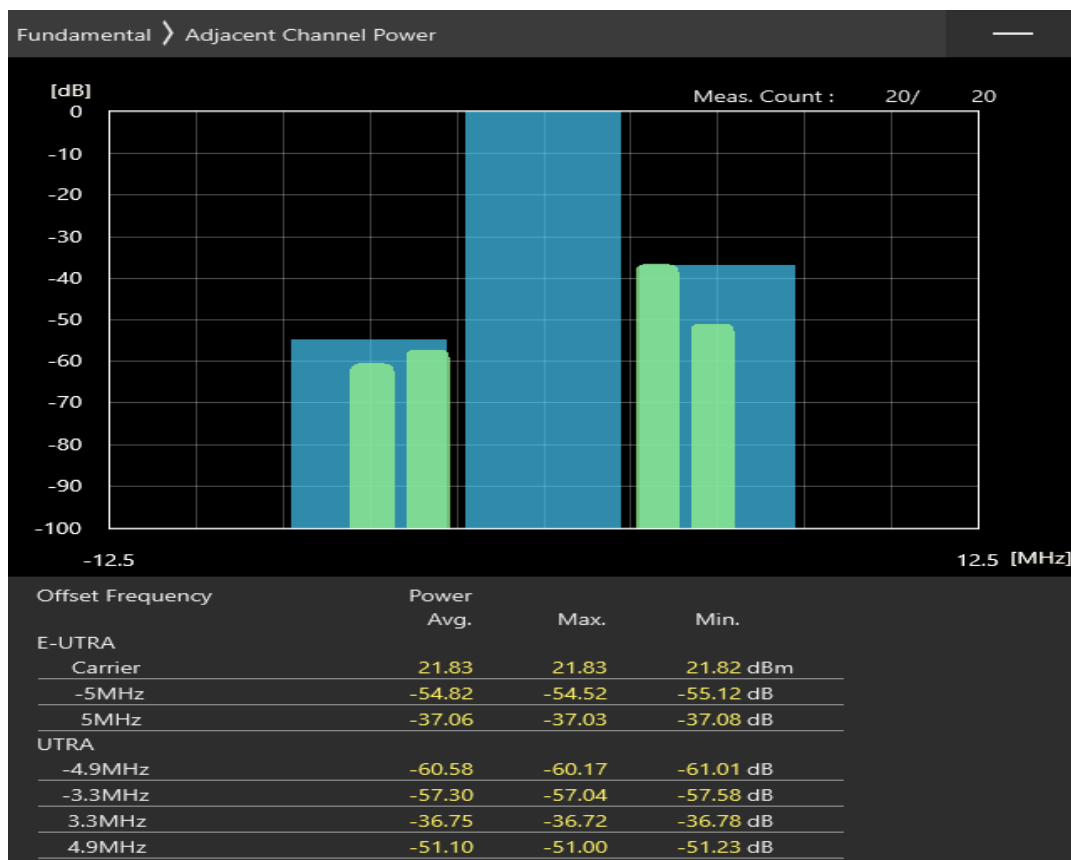 Fundamental ❯ Adjacent Channel Power
[dB]
Meas. Count : 20/ 20
0
-10
-20
-30
-40
-50
-60
-70
-80
-90
-100
-12.5 12.5 [MHz]
Offset Frequency Power
Avg. Max. Min.
E-UTRA
Carrier 21.83 21.83 21.82 dBm
-5MHz -54.82 -54.52 -55.12 dB
5MHz -37.06 -37.03 -37.08 dB
UTRA
-4.9MHz -60.58 -60.17 -61.01 dB
-3.3MHz -57.30 -57.04 -57.58 dB
3.3MHz -36.75 -36.72 -36.78 dB
4.9MHz -51.10 -51.00 -51.23 dB